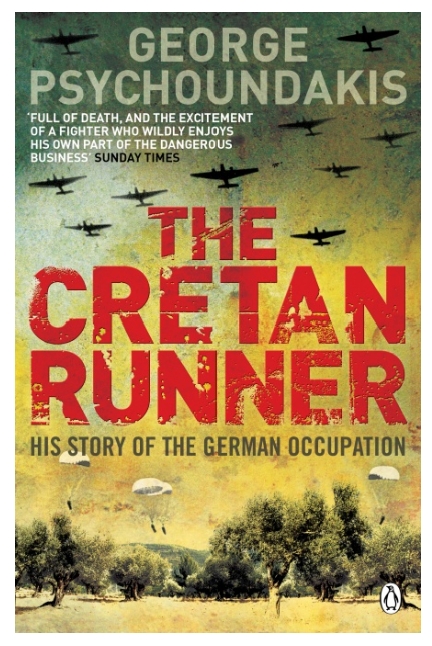 GEORGE
PSYCHOUNDAKIS
'FULL OF DEATH, AND THE EXCITEMENT
OF A FIGHTER WHO WILDLY ENJOYS
HIS OWN PART OF THE DANGEROUS
BUSINESS' SUNDAY TIMES
THE
CRETAN
RUNNER
HIS STORY OF THE GERMAN OCCUPATION